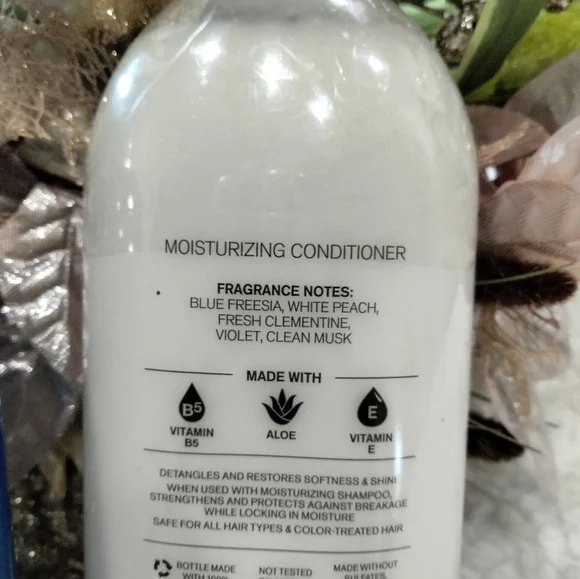 MOISTURIZING CONDITIONER
FRAGRANCE NOTES:
BLUE FREESIA, WHITE PEACH,
FRESH CLEMENTINE,
VIOLET, CLEAN MUSK
MADE WITH
B5
VITAMIN
B5
ALOE
E
VITAMIN
E
DETANGLES AND RESTORES SOFTNESS & SHINE
WHEN USED WITH MOISTURIZING SHAMPOO,
STRENGTHENS AND PROTECTS AGAINST BREAKAGE
WHILE LOCKING IN MOISTURE
SAFE FOR ALL HAIR TYPES & COLOR-TREATED HAIR
BOTTLE MADE
WITH 100%
NOT TESTED
MADE WITHOUT
SULFATES,